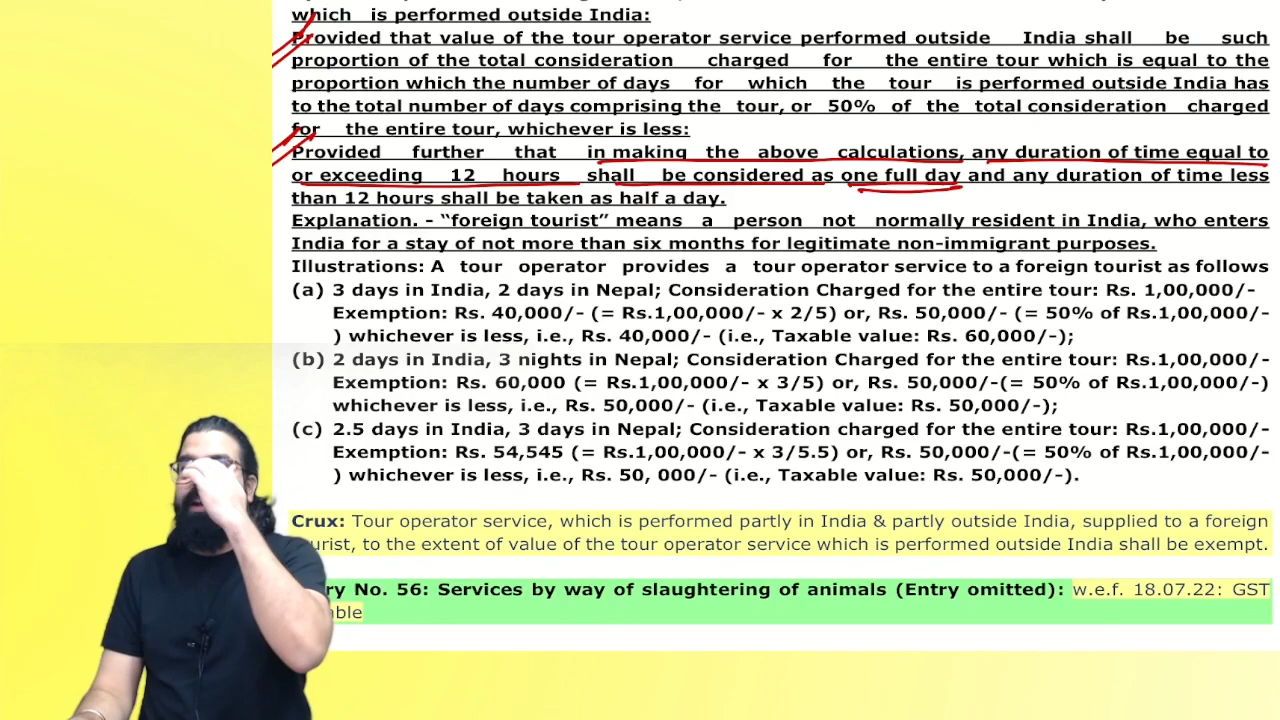 which is performed outside India:
Provided that value of the tour operator service performed outside India shall be such
proportion of the total consideration charged for the entire tour which is equal to the
proportion which the number of days for which the tour is performed outside India has
to the total number of days comprising the tour, or 50% of the total consideration charged
for the entire tour, whichever is less:
Provided further that in making the above calculations, any duration of time equal to
or exceeding 12 hours shall be considered as one full day and any duration of time less
than 12 hours shall be taken as half a day.
Explanation. - “foreign tourist” means a person not normally resident in India, who enters
India for a stay of not more than six months for legitimate non-immigrant purposes.
Illustrations: A tour operator provides a tour operator service to a foreign tourist as follows
(a) 3 days in India, 2 days in Nepal; Consideration Charged for the entire tour: Rs. 1,00,000/-
Exemption: Rs. 40,000/- (= Rs.1,00,000/- x 2/5) or, Rs. 50,000/- (= 50% of Rs.1,00,000/-
) whichever is less, i.e., Rs. 40,000/- (i.e., Taxable value: Rs. 60,000/-);
(b) 2 days in India, 3 nights in Nepal; Consideration Charged for the entire tour: Rs.1,00,000/-
Exemption: Rs. 60,000 (= Rs.1,00,000/- x 3/5) or, Rs. 50,000/-(= 50% of Rs.1,00,000/-)
whichever is less, i.e., Rs. 50,000/- (i.e., Taxable value: Rs. 50,000/-);
(c) 2.5 days in India, 3 days in Nepal; Consideration charged for the entire tour: Rs.1,00,000/-
Exemption: Rs. 54,545 (= Rs.1,00,000/- x 3/5.5) or, Rs. 50,000/-(= 50% of Rs.1,00,000/-
) whichever is less, i.e., Rs. 50, 000/- (i.e., Taxable value: Rs. 50,000/-).
Crux: Tour operator service, which is performed partly in India & partly outside India, supplied to a foreign
urist, to the extent of value of the tour operator service which is performed outside India shall be exempt.
ry No. 56: Services by way of slaughtering of animals (Entry omitted): w.e.f. 18.07.22: GST
able